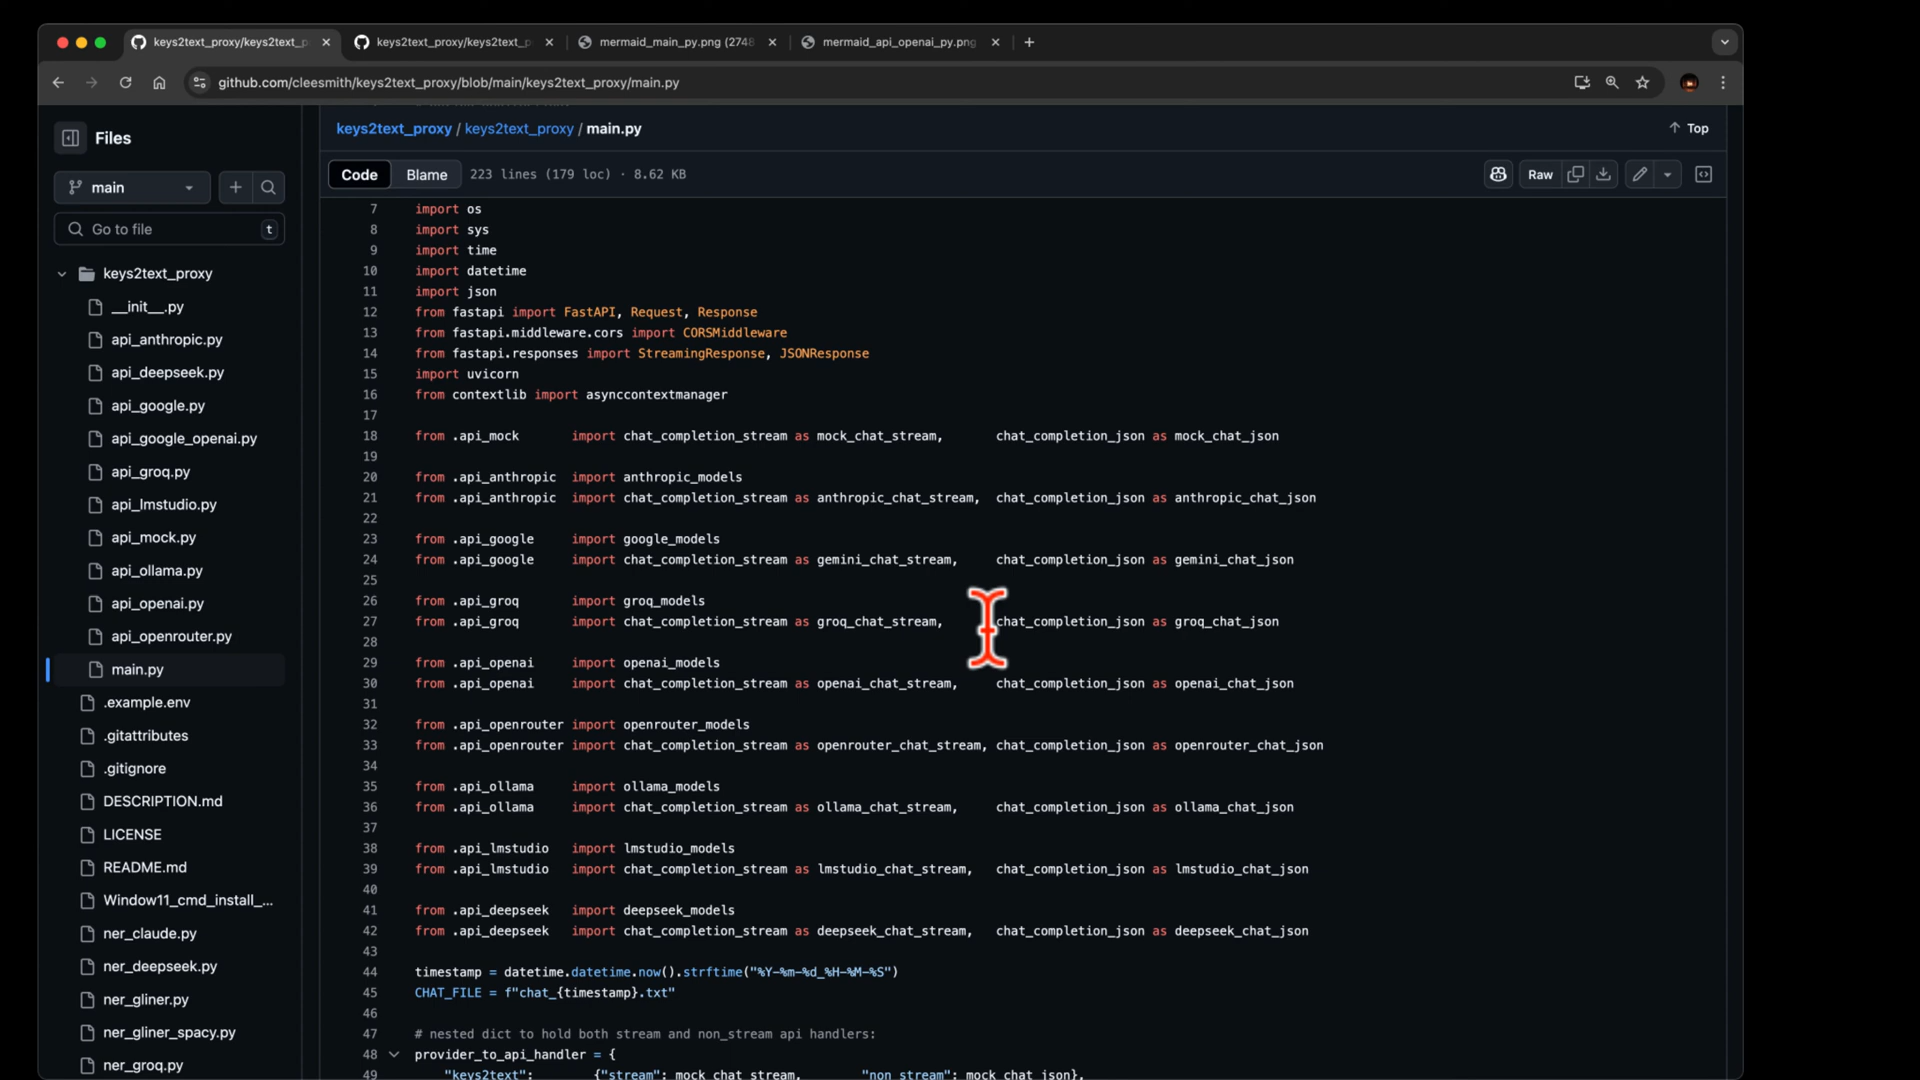 keys2text_proxy/keys2text_p
keys2text_proxy/keys2text_p
mermaid_main_py.png (2748
mermaid_api_openai_py.png
github.com/cleesmith/keys2text_proxy/blob/main/keys2text_proxy/main.py
Files
main
Go to file
t
keys2text_proxy
__init__.py
api_anthropic.py
api_deepseek.py
api_google.py
api_google_openai.py
api_groq.py
api_lmstudio.py
api_mock.py
api_ollama.py
api_openai.py
api_openrouter.py
main.py
.example.env
.gitattributes
.gitignore
DESCRIPTION.md
LICENSE
README.md
Window11_cmd_install_...
ner_claude.py
ner_deepseek.py
ner_gliner.py
ner_gliner_spacy.py
ner_groq.py
keys2text_proxy / keys2text_proxy / main.py
Top
Code Blame 223 lines (179 loc) · 8.62 KB
Raw
7 import os
8 import sys
9 import time
10 import datetime
11 import json
12 from fastapi import FastAPI, Request, Response
13 from fastapi.middleware.cors import CORSMiddleware
14 from fastapi.responses import StreamingResponse, JSONResponse
15 import uvicorn
16 from contextlib import asynccontextmanager
17
18 from .api_mock import chat_completion_stream as mock_chat_stream, chat_completion_json as mock_chat_json
19
20 from .api_anthropic import anthropic_models
21 from .api_anthropic import chat_completion_stream as anthropic_chat_stream, chat_completion_json as anthropic_chat_json
22
23 from .api_google import google_models
24 from .api_google import chat_completion_stream as gemini_chat_stream, chat_completion_json as gemini_chat_json
25
26 from .api_groq import groq_models
27 from .api_groq import chat_completion_stream as groq_chat_stream, chat_completion_json as groq_chat_json
28
29 from .api_openai import openai_models
30 from .api_openai import chat_completion_stream as openai_chat_stream, chat_completion_json as openai_chat_json
31
32 from .api_openrouter import openrouter_models
33 from .api_openrouter import chat_completion_stream as openrouter_chat_stream, chat_completion_json as openrouter_chat_json
34
35 from .api_ollama import ollama_models
36 from .api_ollama import chat_completion_stream as ollama_chat_stream, chat_completion_json as ollama_chat_json
37
38 from .api_lmstudio import lmstudio_models
39 from .api_lmstudio import chat_completion_stream as lmstudio_chat_stream, chat_completion_json as lmstudio_chat_json
40
41 from .api_deepseek import deepseek_models
42 from .api_deepseek import chat_completion_stream as deepseek_chat_stream, chat_completion_json as deepseek_chat_json
43
44 timestamp = datetime.datetime.now().strftime("%Y-%m-%d_%H-%M-%S")
45 CHAT_FILE = f"chat_{timestamp}.txt"
46
47 # nested dict to hold both stream and non_stream api handlers:
48 provider_to_api_handler = {
49 "keys2text": {"stream": mock_chat_stream, "non_stream": mock_chat_json},